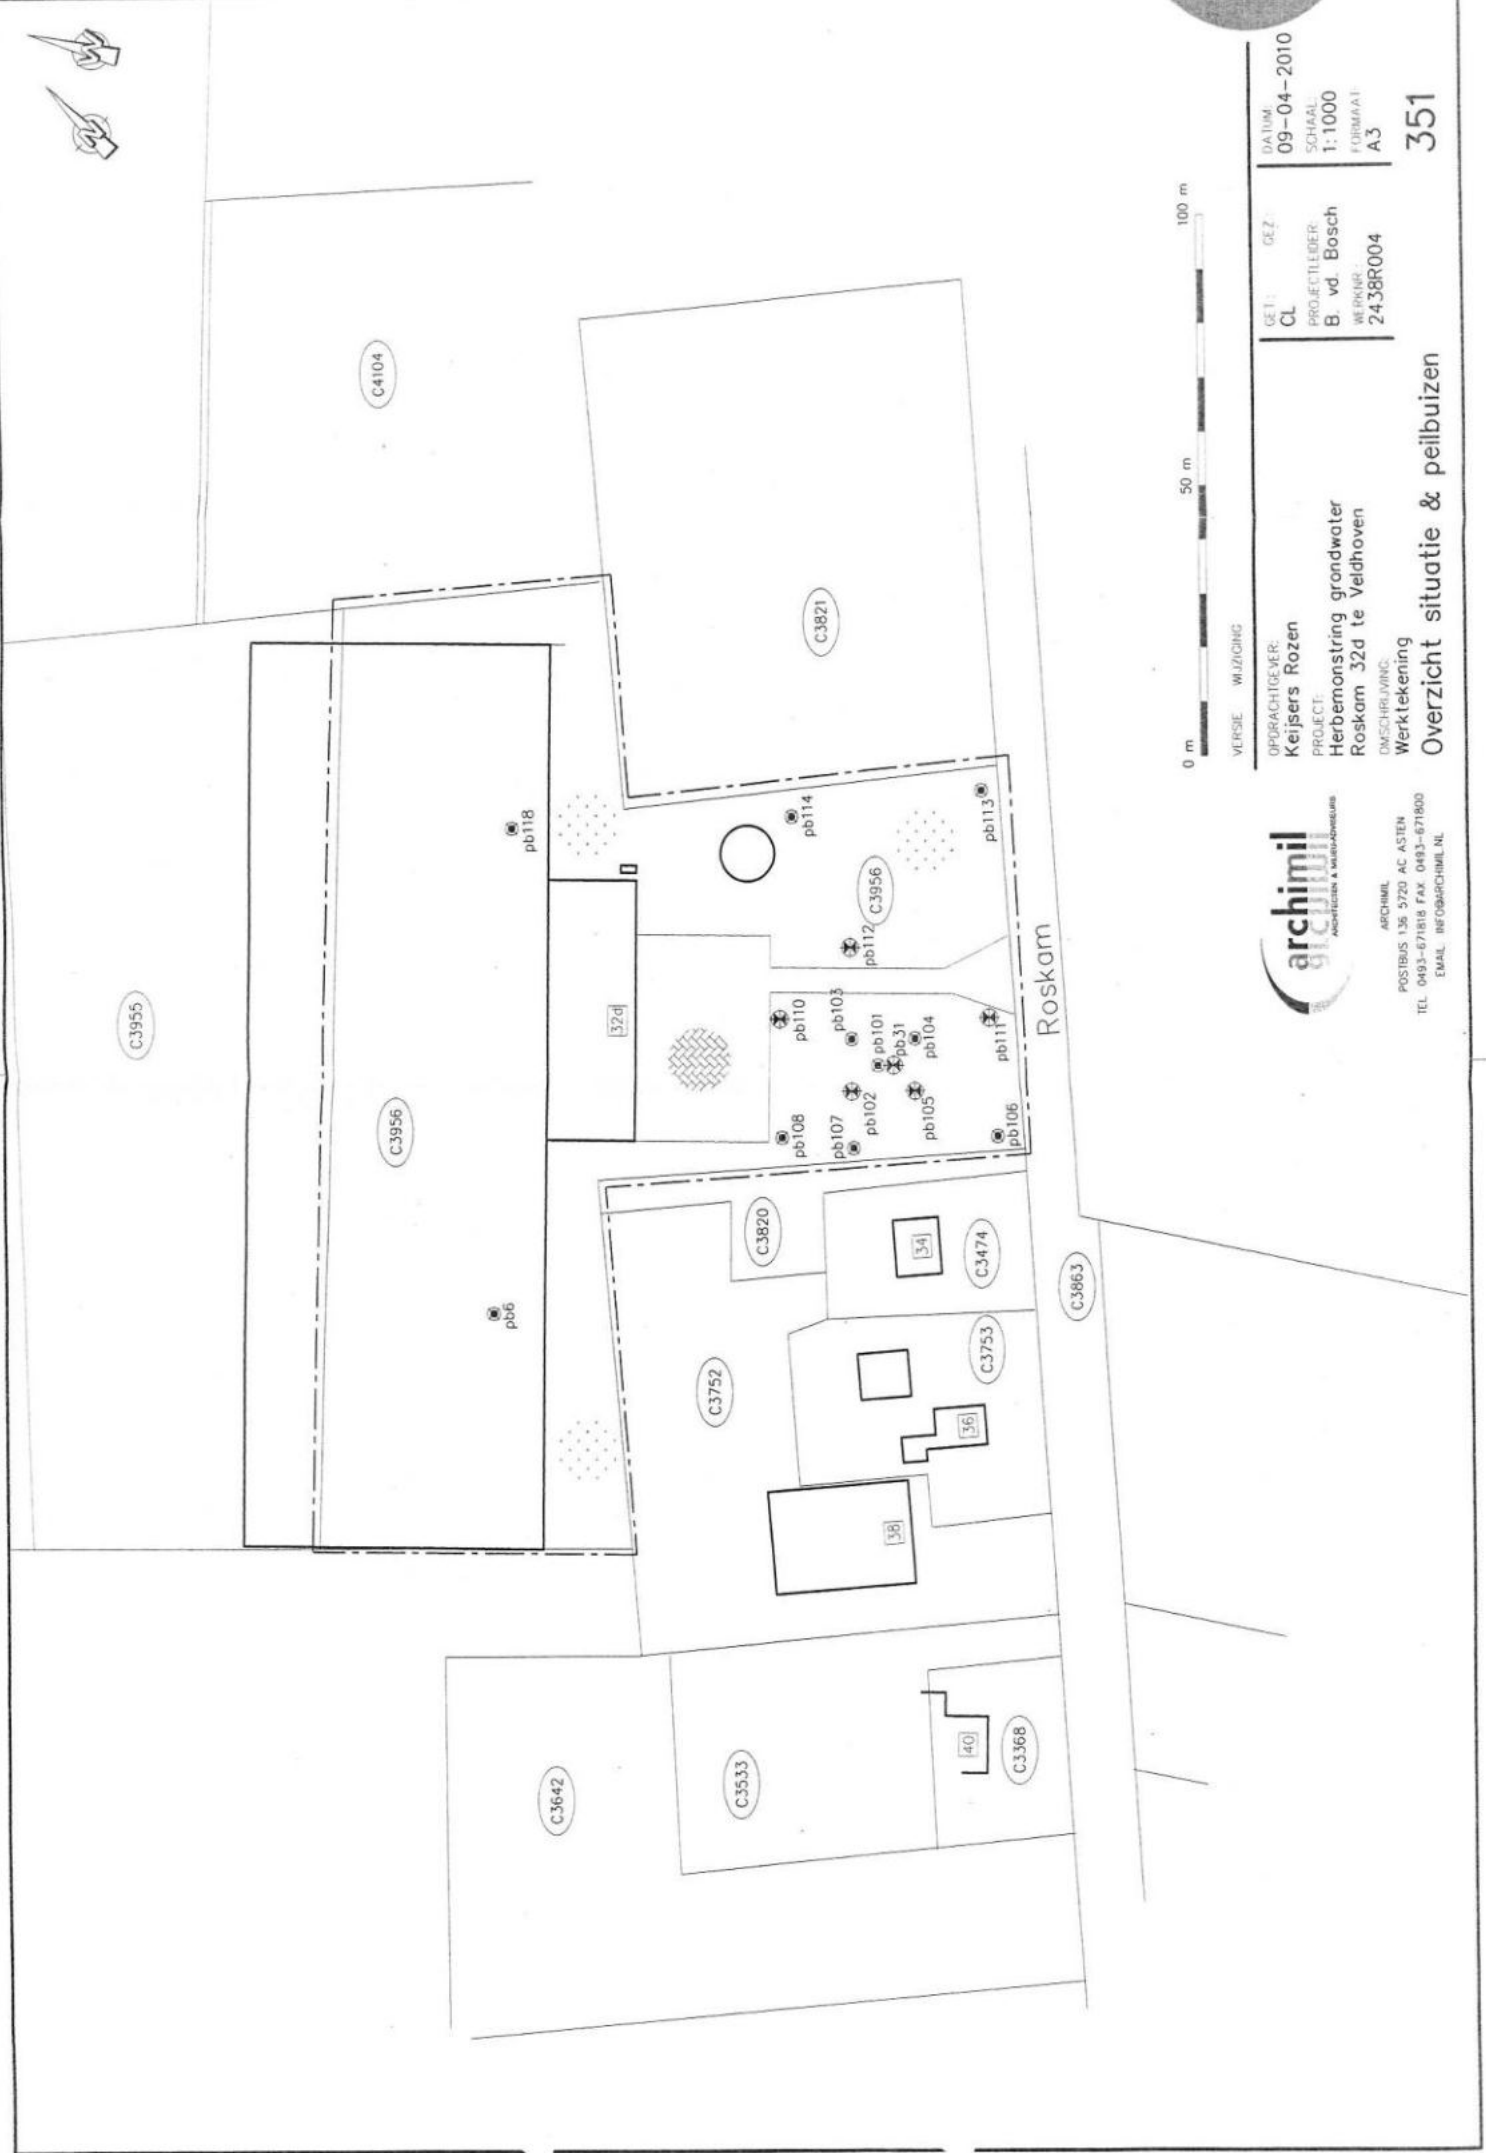 C3955
C4104
C3956
pb118
pb6
32d
C3821
pb114
pb113
C3956
pb112
pb110
pb103
pb101
pb31
pb104
pb111
pb108
pb107
pb102
pb105
pb106
Roskam
C3820
34
C3474
C3863
C3752
C3753
36
38
C3642
C3533
40
C3368
0 m
50 m
100 m
VERSIE WIJZIGING
archimil
ARCHITECTEN & MILIEU-ADVISEURS
ARCHIMIL
POSTBUS 136 5720 AC ASTEN
TEL 0493-671818 FAX 0493-671800
EMAIL INFO@ARCHIMIL.NL
OPDRACHTGEVER:
Keijsers Rozen
PROJECT:
Herbemonstring grondwater
Roskam 32d te Veldhoven
OMSCHRIJVING:
Werktekening
Overzicht situatie & peilbuizen
GET.: GEZ.:
CL
PROJECTLEIDER:
B. vd. Bosch
WERKNR.:
2438R004
DATUM:
09-04-2010
SCHAAL:
1:1000
FORMAAT:
A3
351